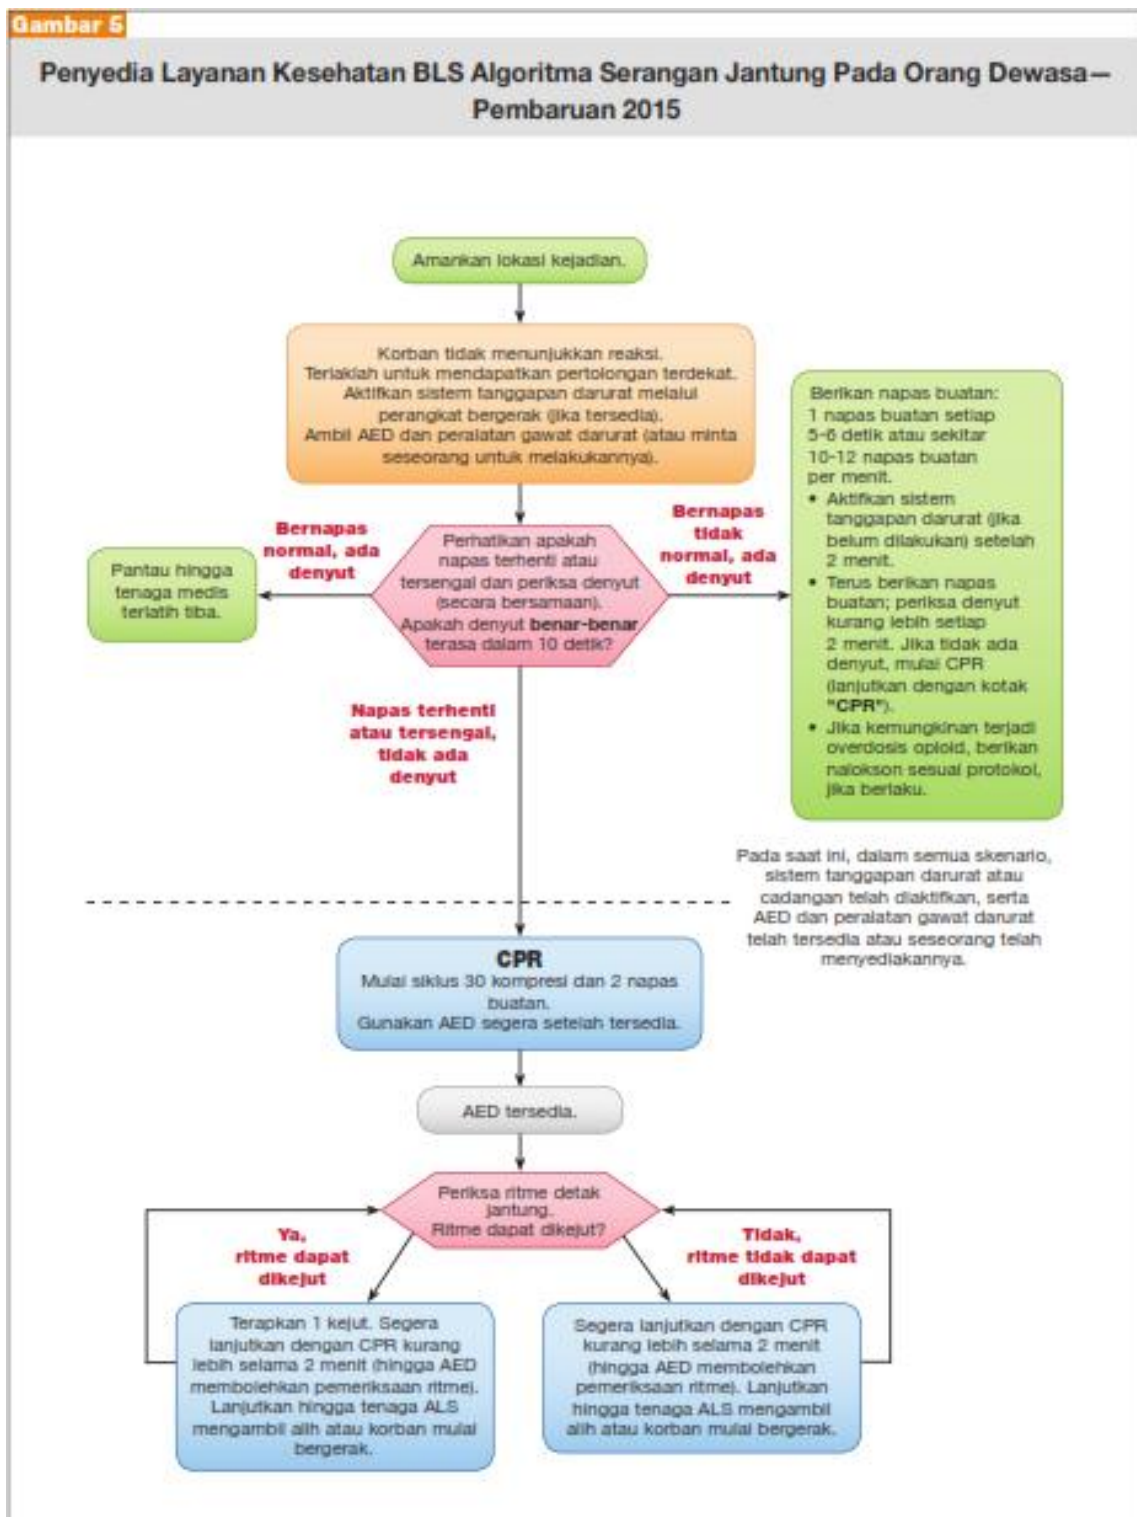 Gambar 5
Penyedia Layanan Kesehatan BLS Algoritma Serangan Jantung Pada Orang Dewasa—
Pembaruan 2015
Amankan lokasi kejadian.
Korban tidak menunjukkan reaksi.
Teriaklah untuk mendapatkan pertolongan terdekat.
Aktifkan sistem tanggapan darurat melalui
perangkat bergerak (jika tersedia).
Ambil AED dan peralatan gawat darurat (atau minta
seseorang untuk melakukannya).
Bernapas
normal, ada
denyut
Pantau hingga
tenaga medis
terlatih tiba.
Perhatikan apakah
napas terhenti atau
tersengal dan periksa denyut
(secara bersamaan).
Apakah denyut benar-benar
terasa dalam 10 detik?
Bernapas
tidak
normal, ada
denyut
Berikan napas buatan:
1 napas buatan setiap
5-6 detik atau sekitar
10-12 napas buatan
per menit.
• Aktifkan sistem
tanggapan darurat (jika
belum dilakukan) setelah
2 menit.
• Terus berikan napas
buatan; periksa denyut
kurang lebih setiap
2 menit. Jika tidak ada
denyut, mulai CPR
(lanjutkan dengan kotak
"CPR").
• Jika kemungkinan terjadi
overdosis opioid, berikan
nalokson sesuai protokol,
jika berlaku.
Napas terhenti
atau tersengal,
tidak ada
denyut
Pada saat ini, dalam semua skenario,
sistem tanggapan darurat atau
cadangan telah diaktifkan, serta
AED dan peralatan gawat darurat
telah tersedia atau seseorang telah
menyediakannya.
CPR
Mulai siklus 30 kompresi dan 2 napas
buatan.
Gunakan AED segera setelah tersedia.
AED tersedia.
Periksa ritme detak
jantung.
Ritme dapat dikejut?
Ya,
ritme dapat
dikejut
Tidak,
ritme tidak dapat
dikejut
Terapkan 1 kejut. Segera
lanjutkan dengan CPR kurang
lebih selama 2 menit (hingga AED
membolehkan pemeriksaan ritme).
Lanjutkan hingga tenaga ALS
mengambil alih atau korban mulai
bergerak.
Segera lanjutkan dengan CPR
kurang lebih selama 2 menit
(hingga AED membolehkan
pemeriksaan ritme). Lanjutkan
hingga tenaga ALS mengambil
alih atau korban mulai bergerak.